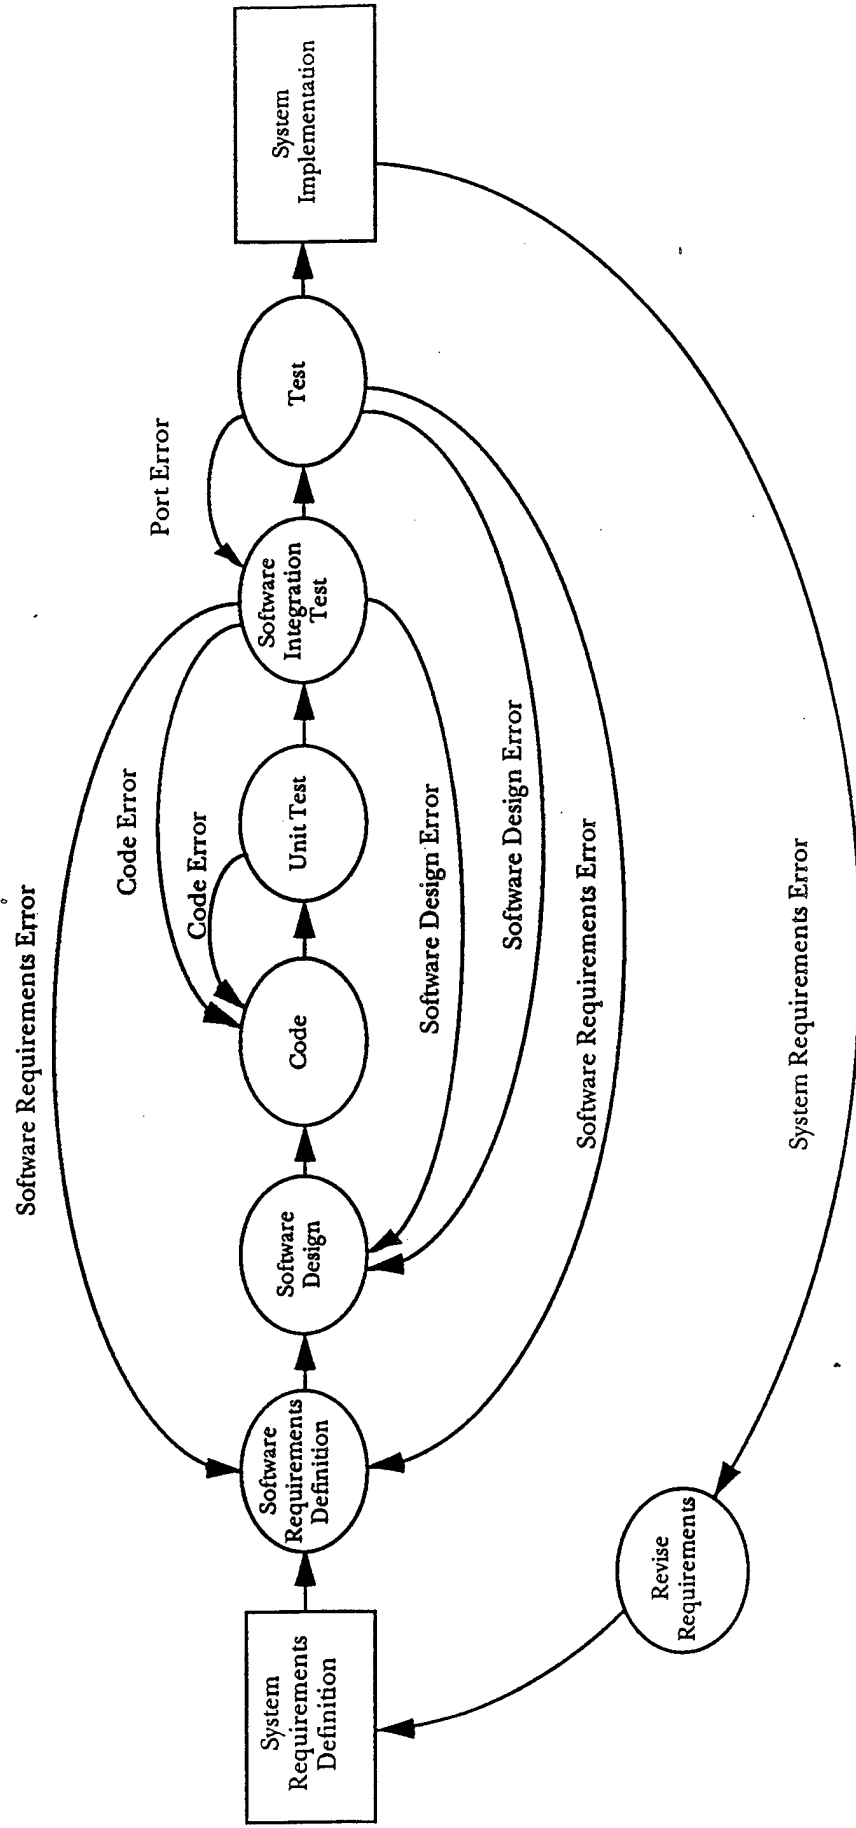 Software Requirements Error
Code Error
Code Error
Port Error
System
Requirements
Definition
Software
Requirements
Definition
Software
Design
Code
Unit Test
Software
Integration
Test
Test
System
Implementation
Software Design Error
Software Design Error
Software Requirements Error
Revise
Requirements
System Requirements Error